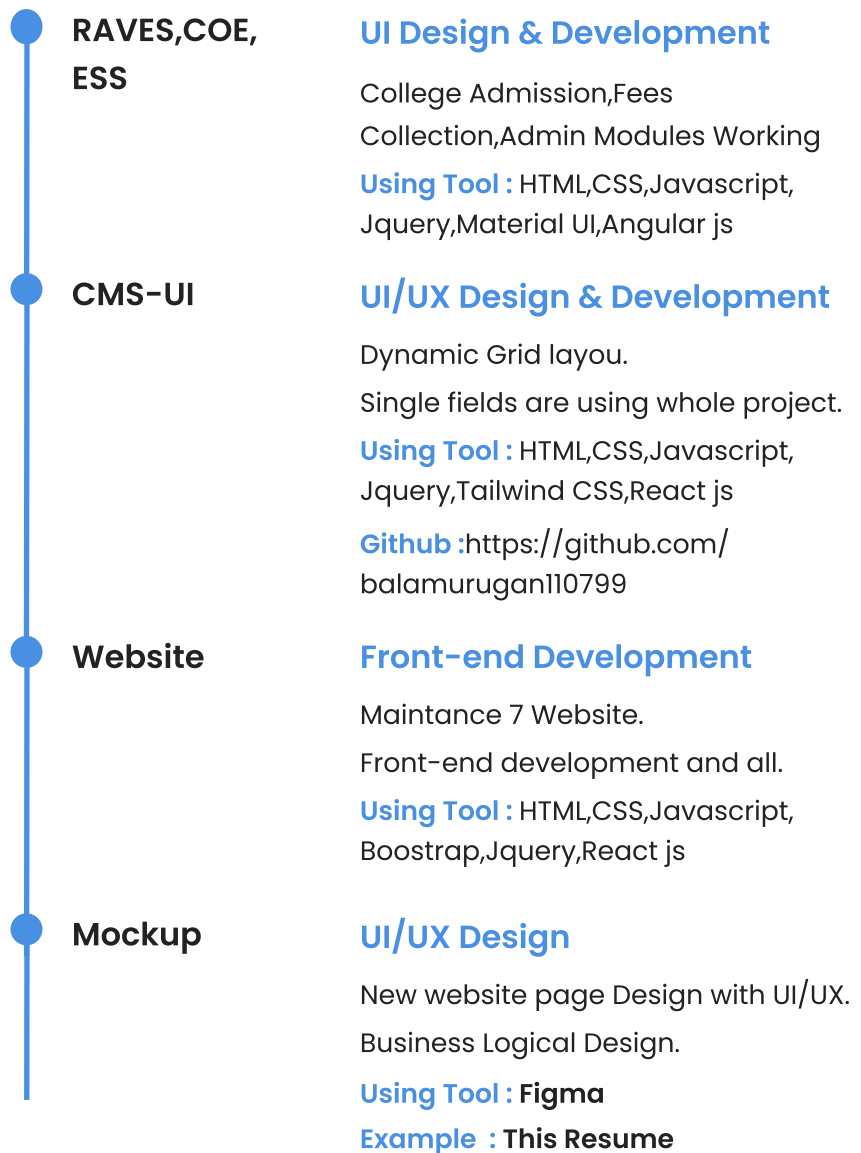 RAVES,COE,
ESS
UI Design & Development
College Admission,Fees
Collection,Admin Modules Working
Using Tool : HTML,CSS,Javascript,
Jquery,Material UI,Angular js
CMS-UI
UI/UX Design & Development
Dynamic Grid layou.
Single fields are using whole project.
Using Tool : HTML,CSS,Javascript,
Jquery,Tailwind CSS,React js
Github :https://github.com/
balamurugan110799
Website
Front-end Development
Maintance 7 Website.
Front-end development and all.
Using Tool : HTML,CSS,Javascript,
Boostrap,Jquery,React js
Mockup
UI/UX Design
New website page Design with UI/UX.
Business Logical Design.
Using Tool : Figma
Example : This Resume